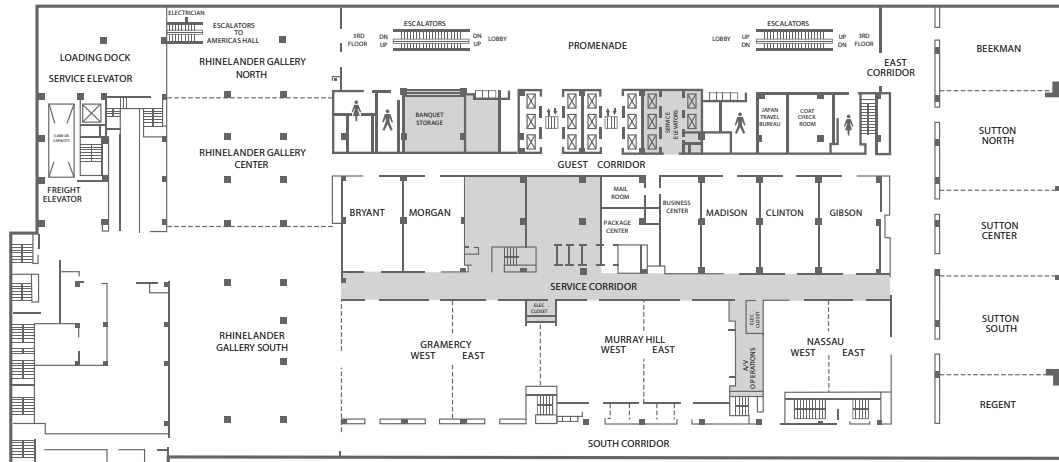 ELECTRICIAN
ESCALATORS
TO
AMERICAS HALL
LOADING DOCK
SERVICE ELEVATOR
5,000 LB.
CAPACITY
FREIGHT
ELEVATOR
RHINELANDER GALLERY
NORTH
RHINELANDER GALLERY
CENTER
RHINELANDER
GALLERY SOUTH
ESCALATORS
3RD
FLOOR
DN
UP
DN
UP
LOBBY
PROMENADE
ESCALATORS
LOBBY
UP
DN
UP
DN
3RD
FLOOR
EAST
CORRIDOR
BANQUET
STORAGE
SERVICE
ELEVATORS
JAPAN
TRAVEL
BUREAU
COAT
CHECK
ROOM
GUEST CORRIDOR
BRYANT
MORGAN
MAIL
ROOM
PACKAGE
CENTER
BUSINESS
CENTER
MADISON
CLINTON
GIBSON
SERVICE CORRIDOR
ELEC .
CLOSET
ELEC .
CLOSET
GRAMERCY
WEST EAST
MURRAY HILL
WEST EAST
A/V
OPERATIONS
NASSAU
WEST EAST
SOUTH CORRIDOR
BEEKMAN
SUTTON
NORTH
SUTTON
CENTER
SUTTON
SOUTH
REGENT